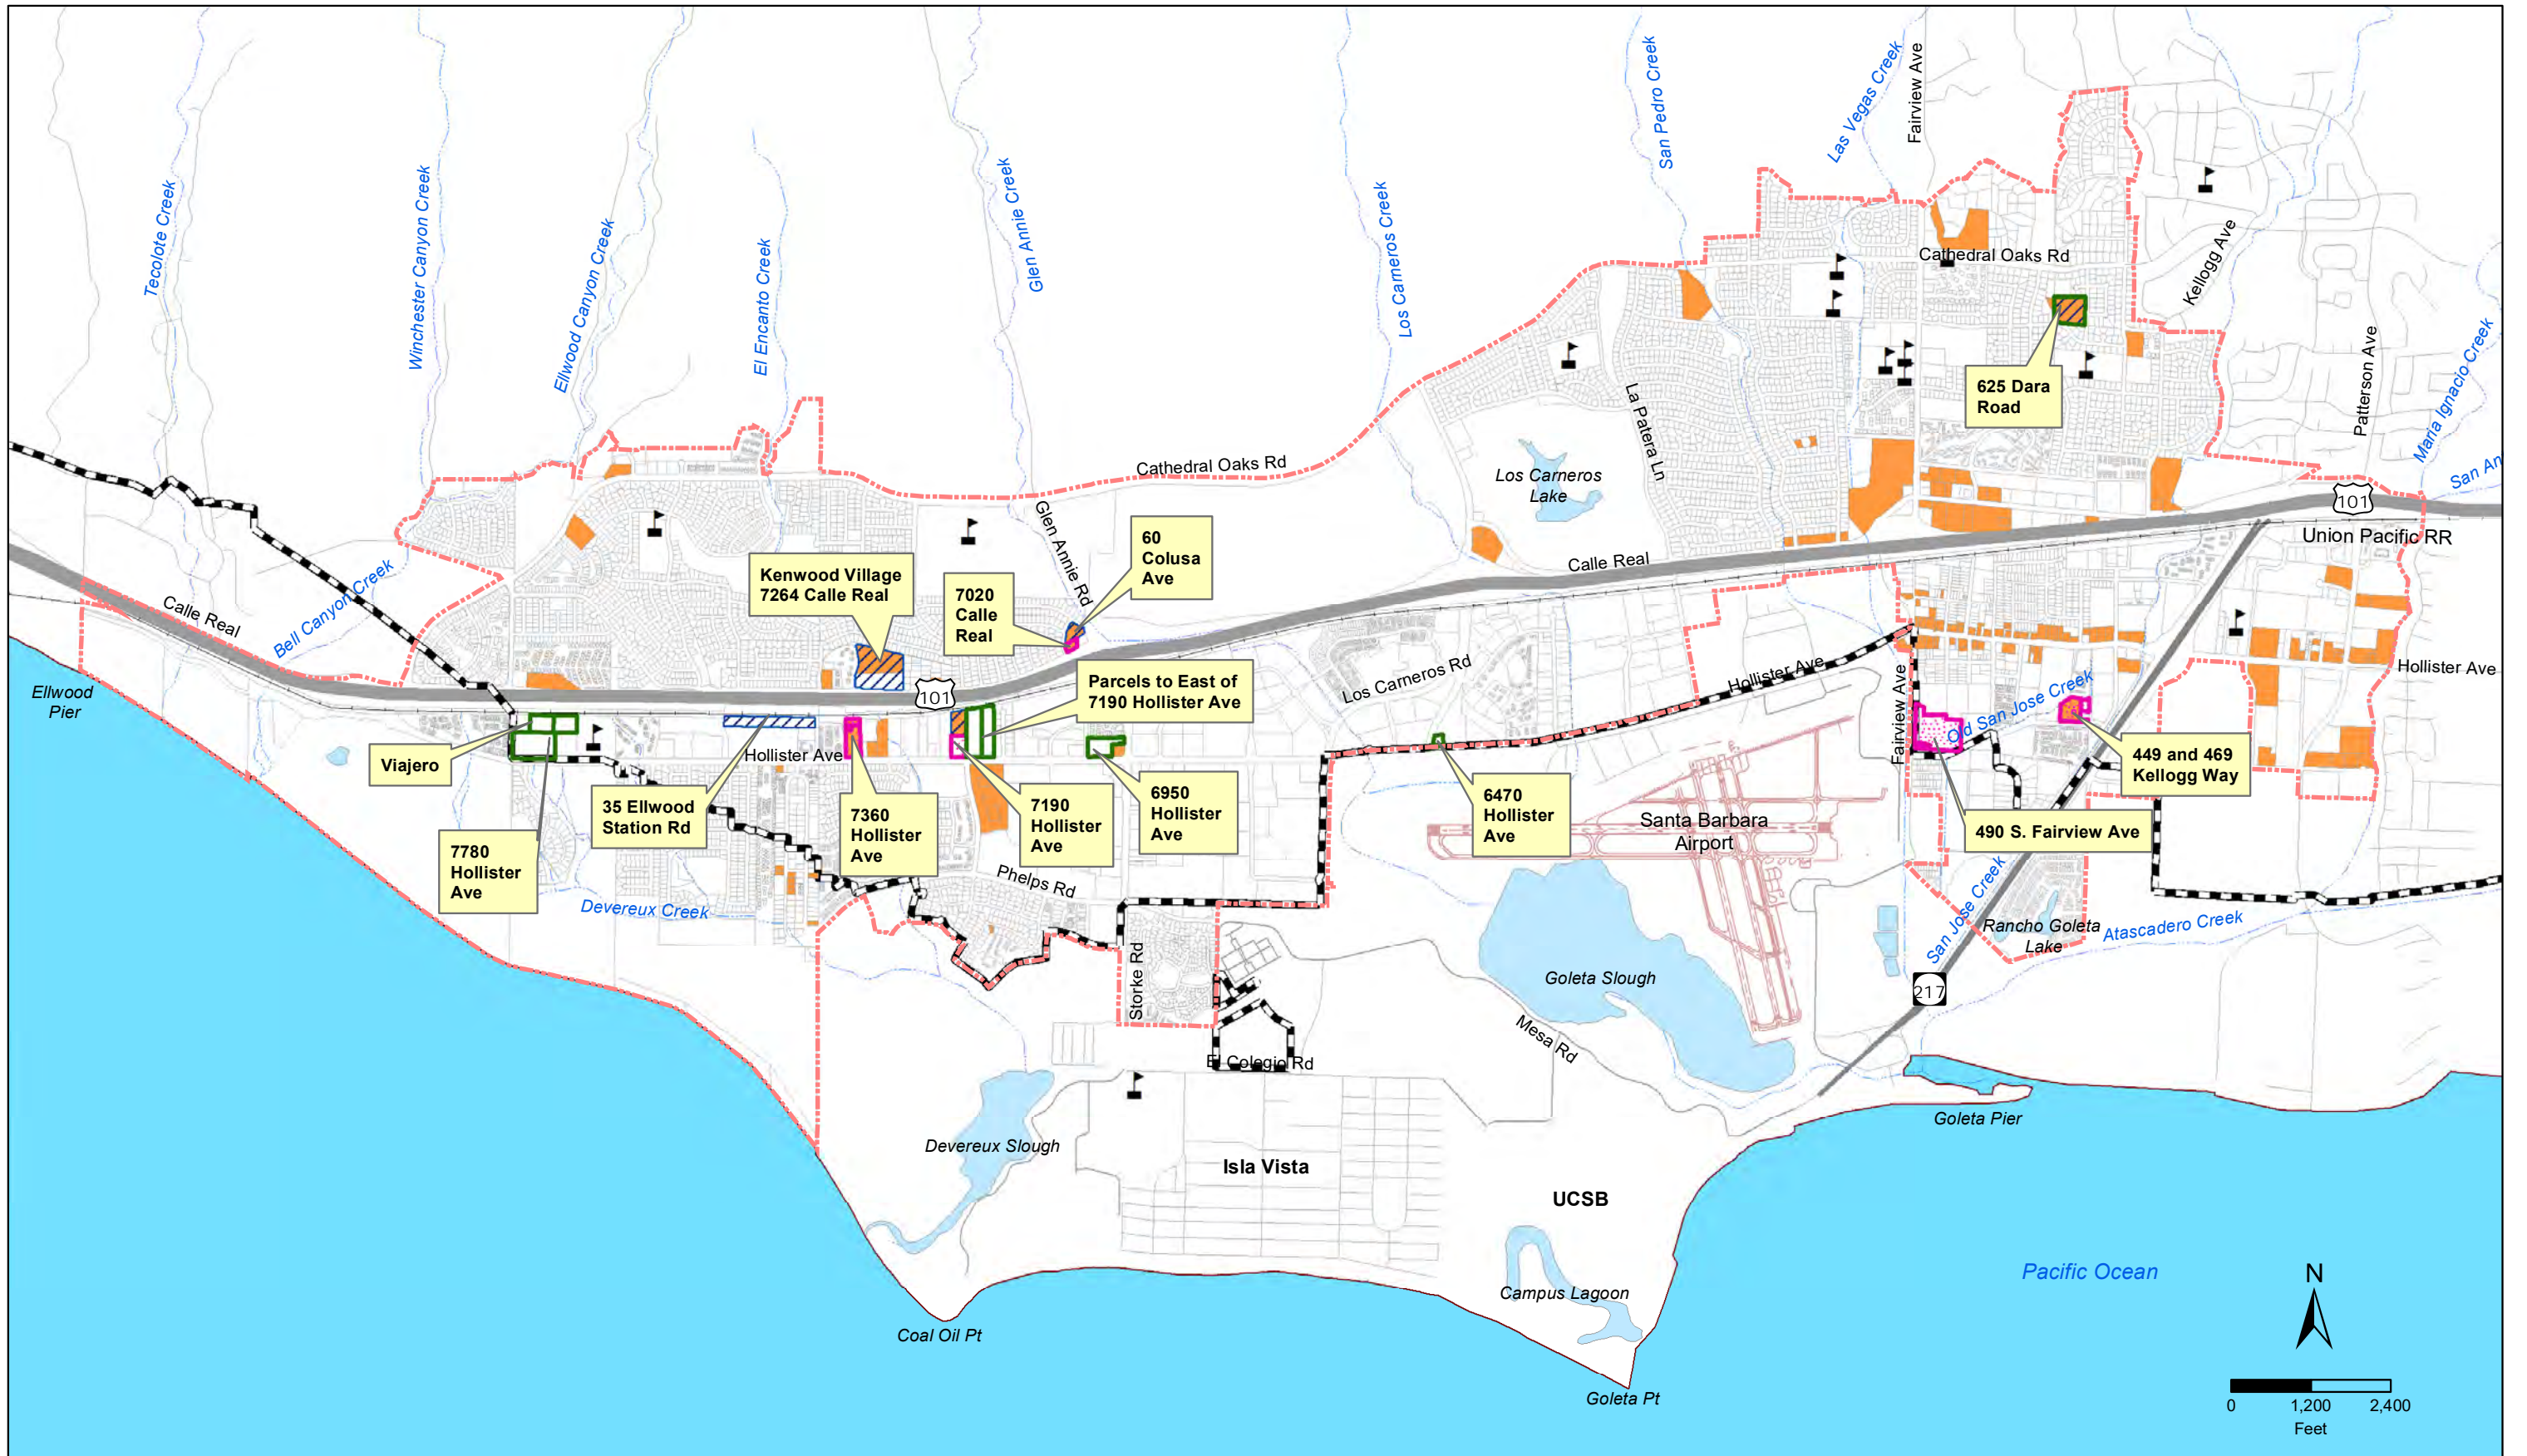 Tecolote Creek
Winchester Canyon Creek
Ellwood Canyon Creek
El Encanto Creek
Glen Annie Creek
Los Carneros Creek
San Pedro Creek
Las Vegas Creek
Fairview Ave
Cathedral Oaks Rd
Kellogg Ave
Patterson Ave
Maria Ignacio Creek
San An
625 Dara
Road
La Patera Ln
Los Carneros
Lake
Cathedral Oaks Rd
Glen Annie Rd
101
Union Pacific RR
Calle Real
60
Colusa
Ave
Kenwood Village
7264 Calle Real
7020
Calle
Real
Calle Real
Bell Canyon Creek
Ellwood
Pier
101
Parcels to East of
7190 Hollister Ave
Los Carneros Rd
Hollister Ave
Fairview Ave
Old San Jose Creek
Hollister Ave
Viajero
Hollister Ave
449 and 469
Kellogg Way
35 Ellwood
Station Rd
7360
Hollister
Ave
7190
Hollister
Ave
6950
Hollister
Ave
6470
Hollister
Ave
Santa Barbara
Airport
490 S. Fairview Ave
7780
Hollister
Ave
Phelps Rd
Devereux Creek
San Jose Creek
Rancho Goleta
Lake
Atascadero Creek
Storke Rd
Goleta Slough
217
Mesa Rd
El Colegio Rd
Goleta Pier
Devereux Slough
Isla Vista
UCSB
Pacific Ocean
N
Campus Lagoon
Coal Oil Pt
Goleta Pt
0 1,200 2,400
Feet